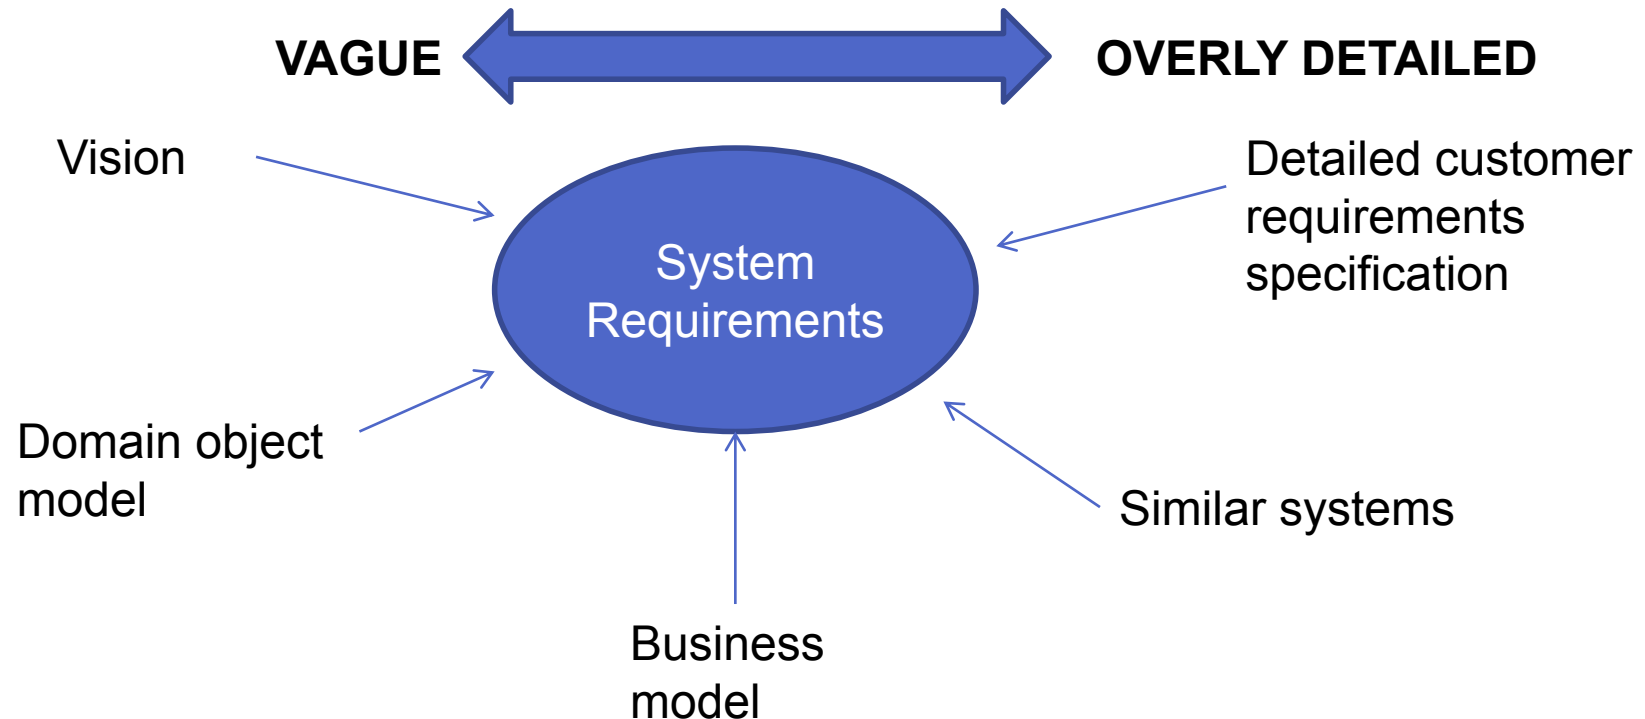 VAGUE
OVERLY DETAILED
Vision
Detailed customer
requirements
specification
System
Requirements
Domain object
model
Similar systems
Business
model